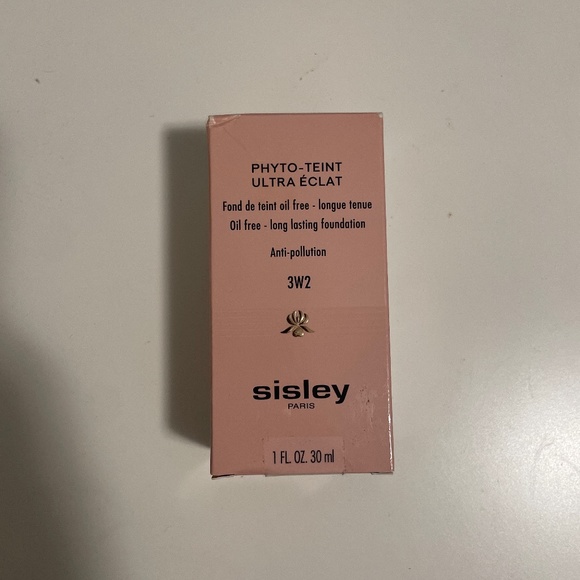 PHYTO-TEINT
ULTRA ÉCLAT
Fond de teint oil free - longue tenue
Oil free - long lasting foundation
Anti-pollution
3W2
sisley
PARIS
1 FL. OZ. 30 ml